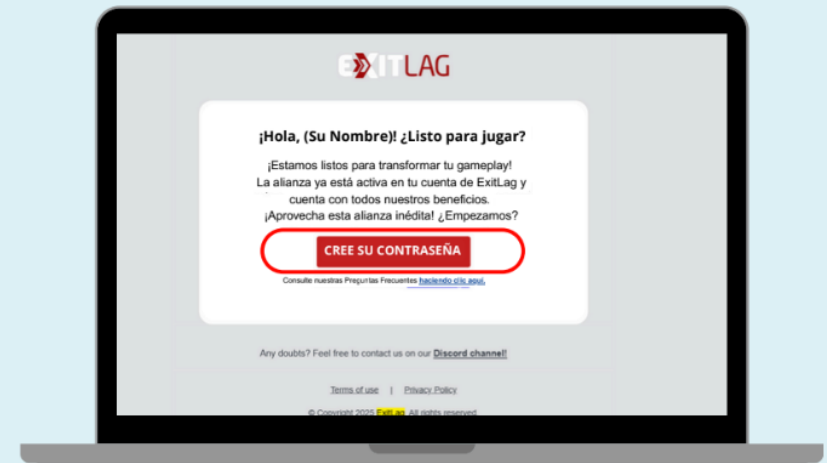 EXITLAG
¡Hola, (Su Nombre)! ¿Listo para jugar?
¡Estamos listos para transformar tu gameplay!
La alianza ya está activa en tu cuenta de ExitLag y
cuenta con todos nuestros beneficios.
¡Aprovecha esta alianza inédita! ¿Empezamos?
CREE SU CONTRASEÑA
Consulte nuestras Preguntas Frecuentes haciendo clic aquí.
Any doubts? Feel free to contact us on our Discord channel!
Terms of use | Privacy Policy
© Copyright 2025 ExitLag. All rights reserved.